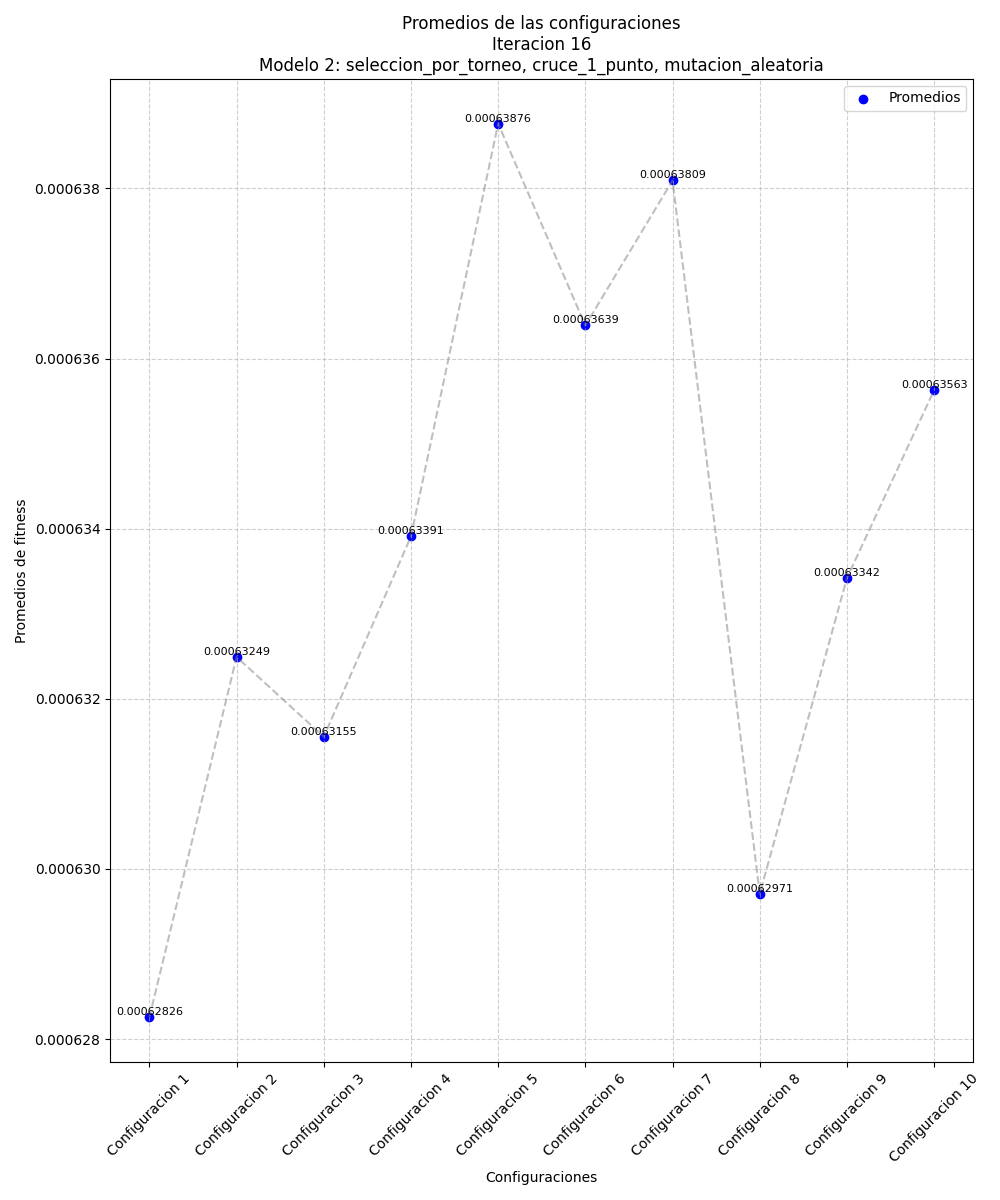 Promedios de las configuraciones
Iteracion 16
Modelo 2: seleccion_por_torneo, cruce_1_punto, mutacion_aleatoria
Promedios
0.00063876
0.00063809
0.00063639
0.00063563
0.00063391
0.00063342
0.00063249
0.00063155
0.00062971
0.00062826
0.000638
0.000636
0.000634
0.000632
0.000630
0.000628
Promedios de fitness
Configuracion 1
Configuracion 2
Configuracion 3
Configuracion 4
Configuracion 5
Configuracion 6
Configuracion 7
Configuracion 8
Configuracion 9
Configuracion 10
Configuraciones